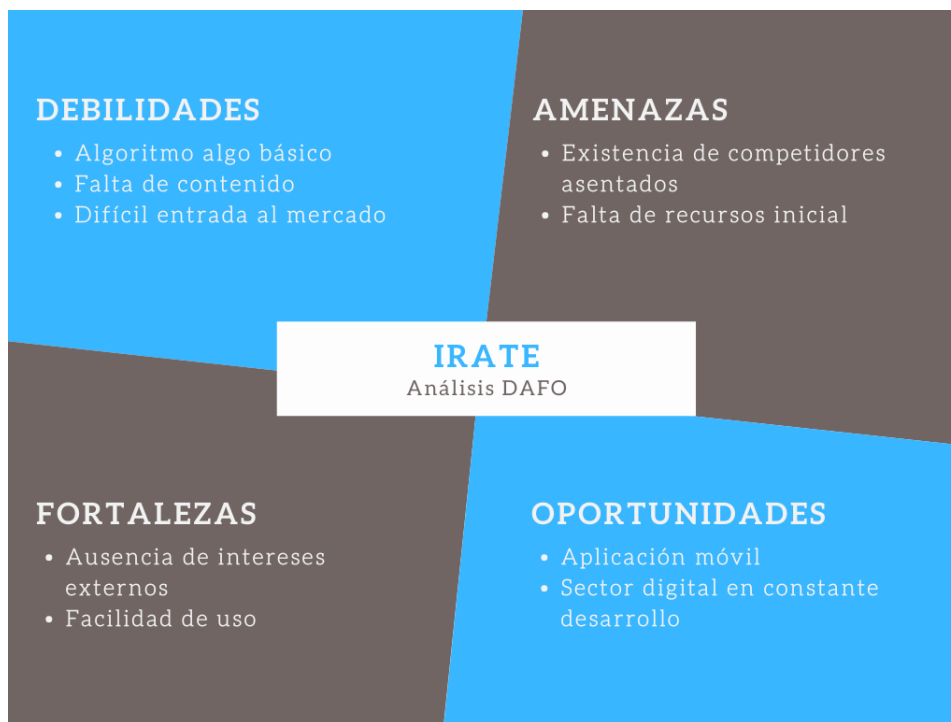 DEBILIDADES
• Algoritmo algo básico
• Falta de contenido
• Difícil entrada al mercado
AMENAZAS
• Existencia de competidores
asentados
• Falta de recursos inicial
IRATE
Análisis DAFO
FORTALEZAS
• Ausencia de intereses
externos
• Facilidad de uso
OPORTUNIDADES
• Aplicación móvil
• Sector digital en constante
desarrollo